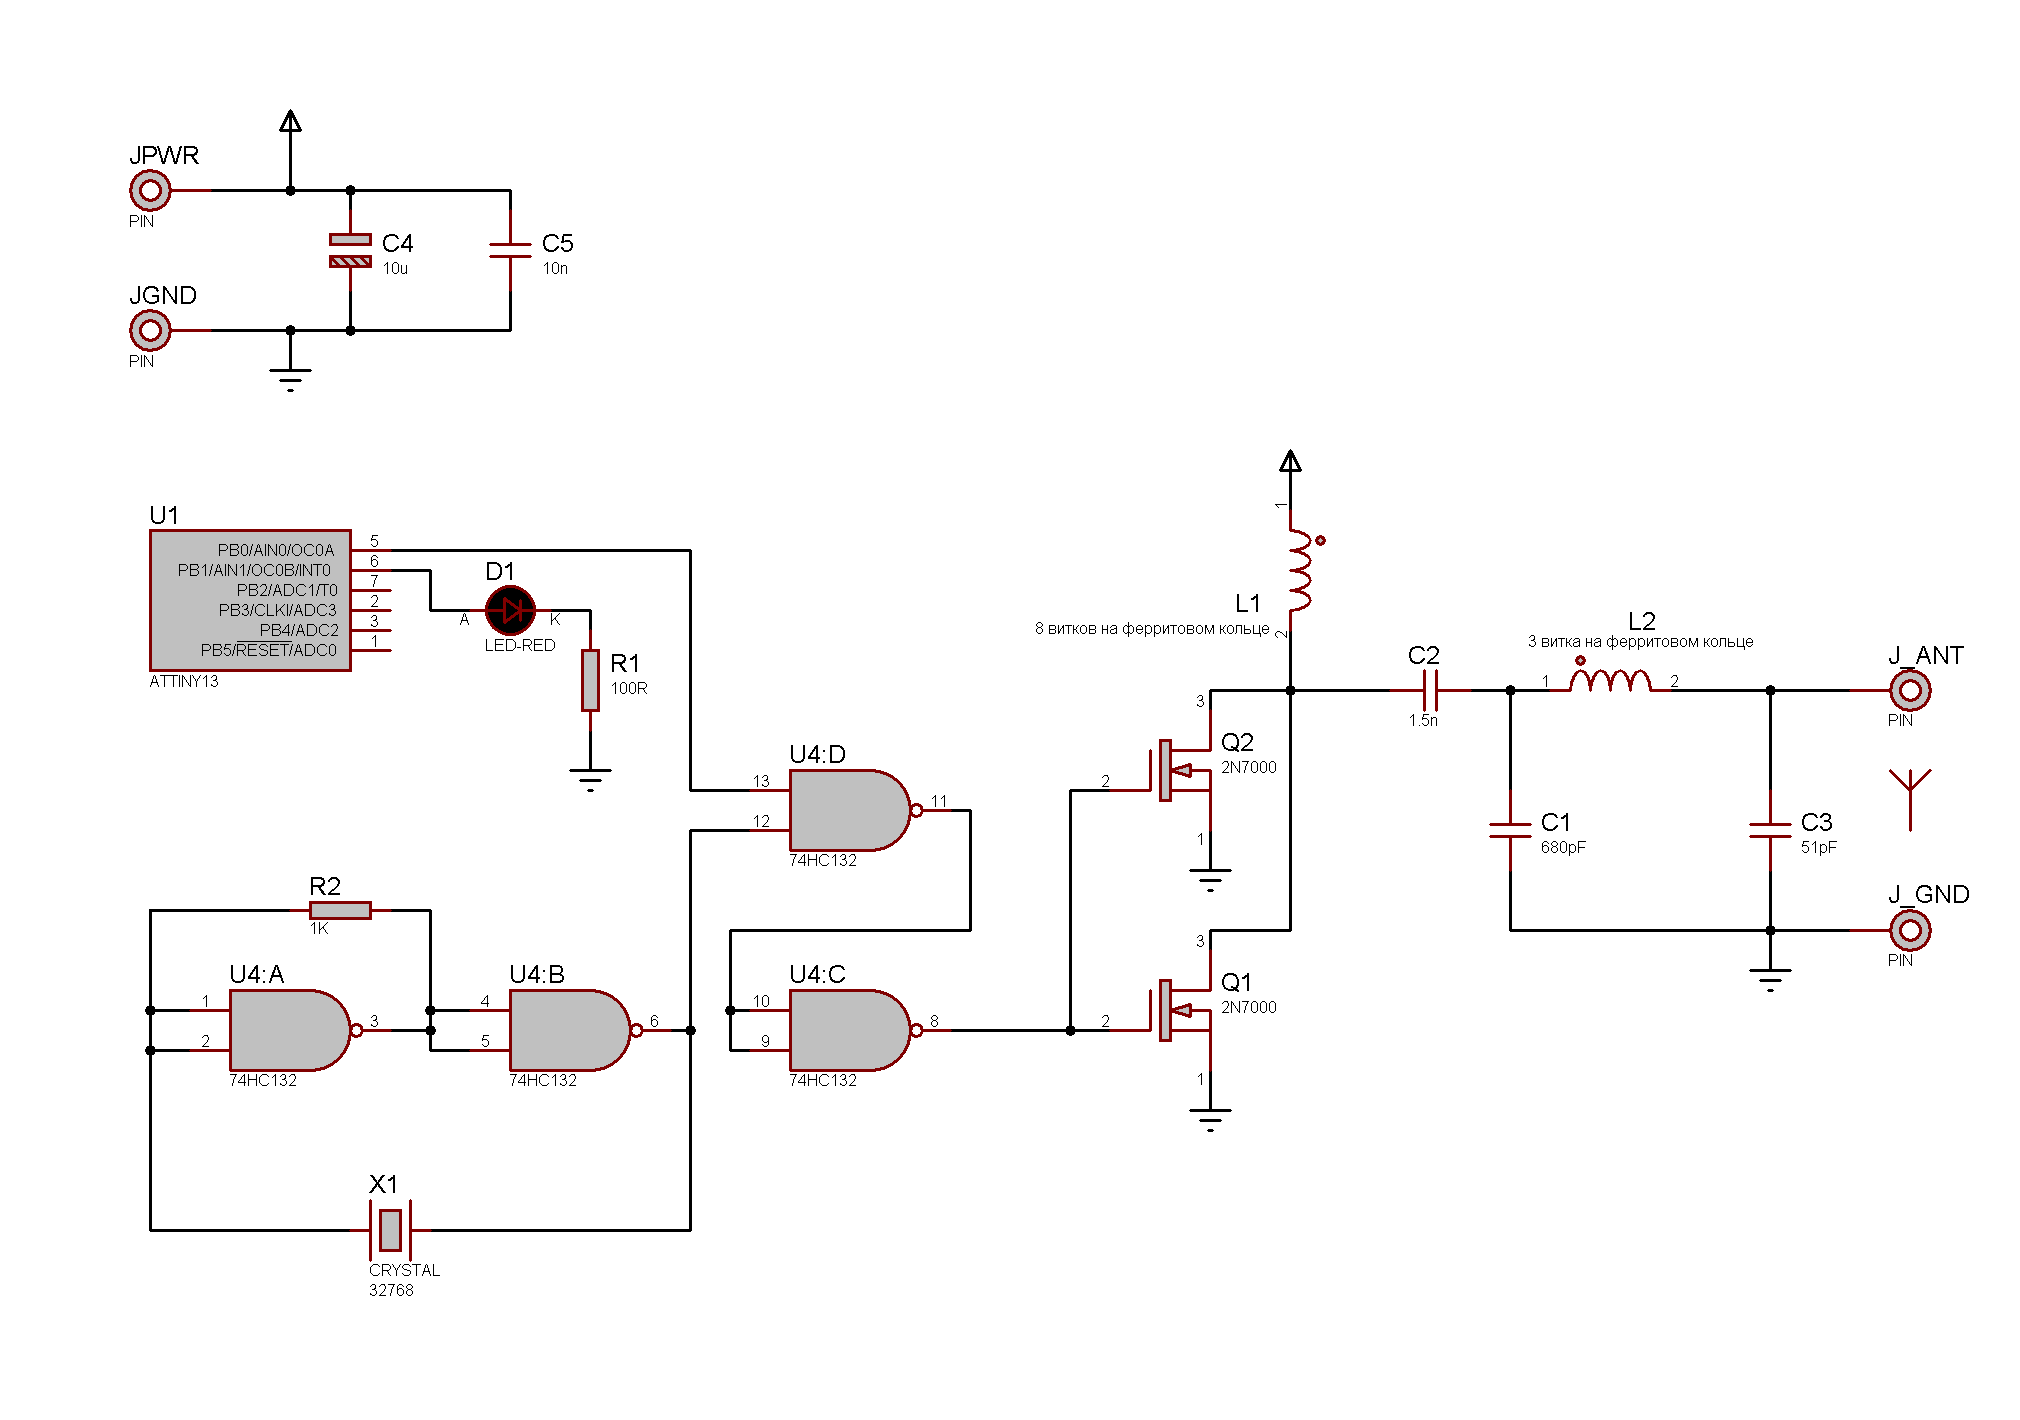 JPWR
PIN
C4
10u
C5
10n
JGND
PIN
U1
PB0/AIN0/OC0A
PB1/AIN1/OC0B/INT0
PB2/ADC1/T0
PB3/CLKI/ADC3
PB4/ADC2
PB5/RESET/ADC0
5
6
7
2
3
1
ATTINY13
D1
A
K
LED-RED
R1
100R
U4:D
13
12
11
74HC132
R2
1K
U4:A
1
2
3
74HC132
U4:B
4
5
6
74HC132
U4:C
10
9
8
74HC132
X1
CRYSTAL
32768
1
L1
8 витков на ферритовом кольце
2
3
Q2
2N7000
2
1
3
Q1
2N7000
2
1
C2
1.5n
L2
3 витка на ферритовом кольце
1
2
C1
680pF
C3
51pF
J_ANT
PIN
J_GND
PIN